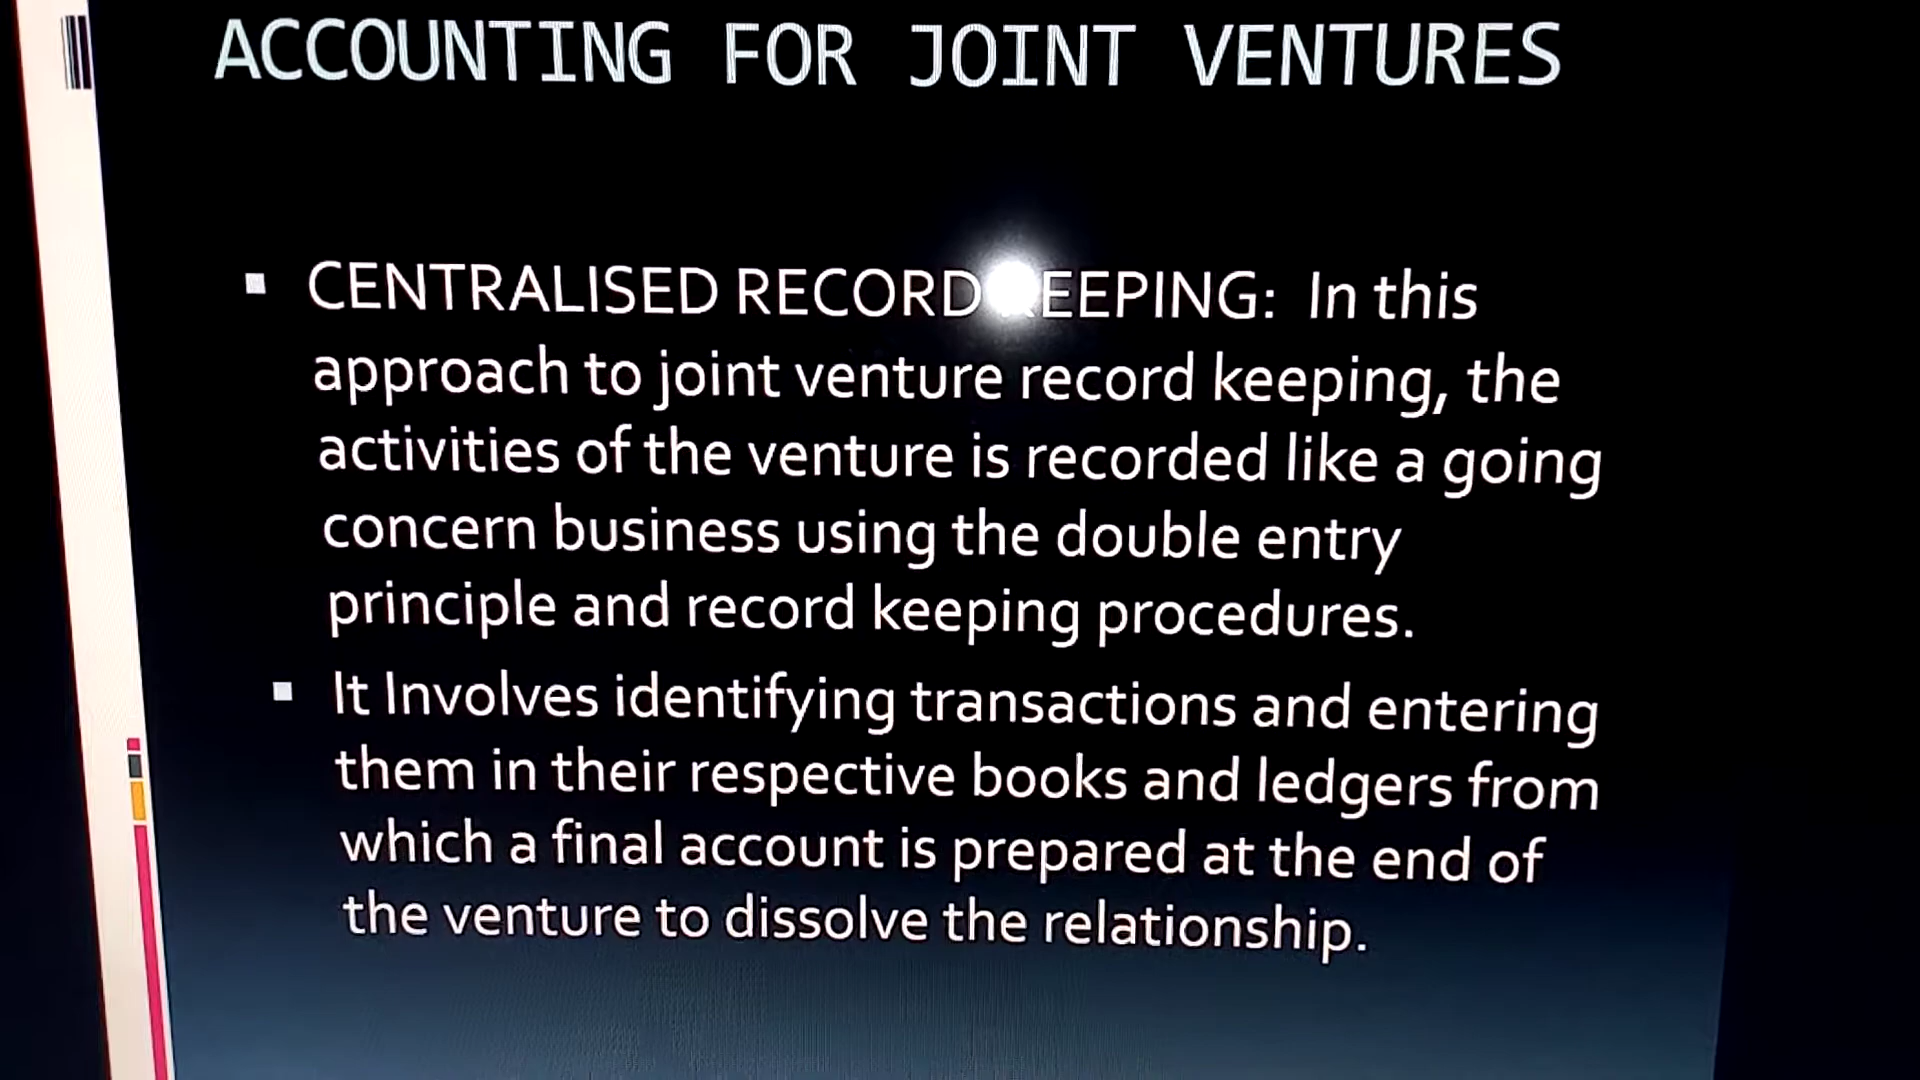 ACCOUNTING FOR JOINT VENTURES
CENTRALISED RECORD KEEPING: In this
approach to joint venture record keeping, the
activities of the venture is recorded like a going
concern business using the double entry
principle and record keeping procedures.
It Involves identifying transactions and entering
them in their respective books and ledgers from
which a final account is prepared at the end of
the venture to dissolve the relationship.